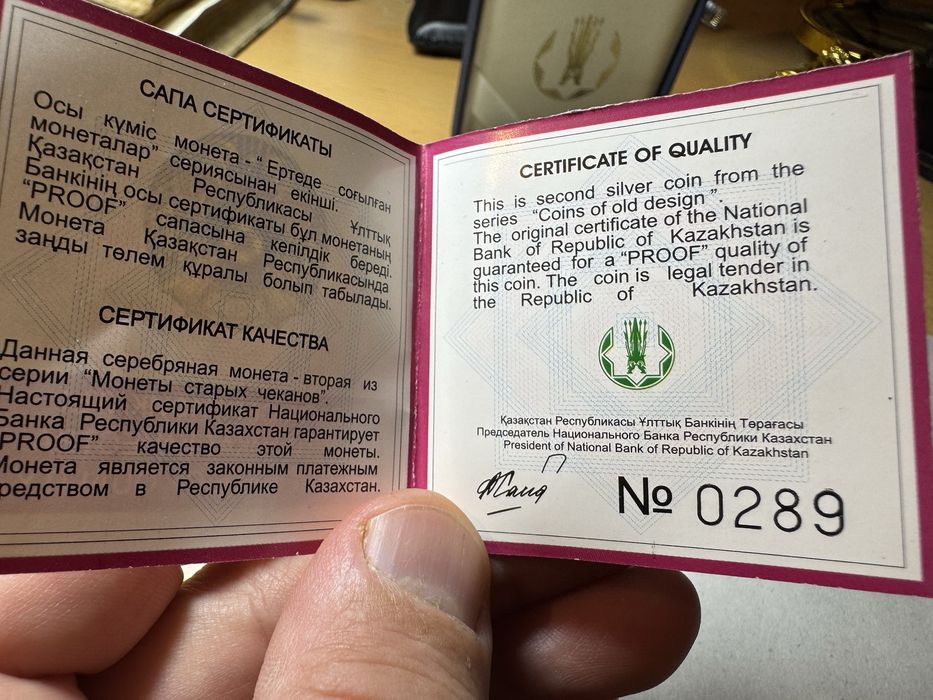 САПА СЕРТИФИКАТЫ
Осы күміс монета - “ Ертеде соғылған
монеталар” сериясынан екінші.
Қазақстан Республикасы Ұлттық
Банкінің осы сертификаты бұл монетаның
“PROOF” сапасына кепілдік береді.
Монета Қазақстан Республикасында
заңды төлем құралы болып табылады.
СЕРТИФИКАТ КАЧЕСТВА
Данная серебряная монета - вторая из
серии “Монеты старых чеканов”.
Настоящий сертификат Национального
Банка Республики Казахстан гарантирует
“PROOF” качество этой монеты.
Монета является законным платежным
редством в Республике Казахстан.
CERTIFICATE OF QUALITY
This is second silver coin from the
series “Coins of old design”.
The original certificate of the National
Bank of Republic of Kazakhstan is
guaranteed for a “PROOF” quality of
this coin. The coin is legal tender in
the Republic of Kazakhstan.
Қазақстан Республикасы Ұлттық Банкінің Төрағасы
Председатель Национального Банка Республики Казахстан
President of National Bank of Republic of Kazakhstan
№ 0289